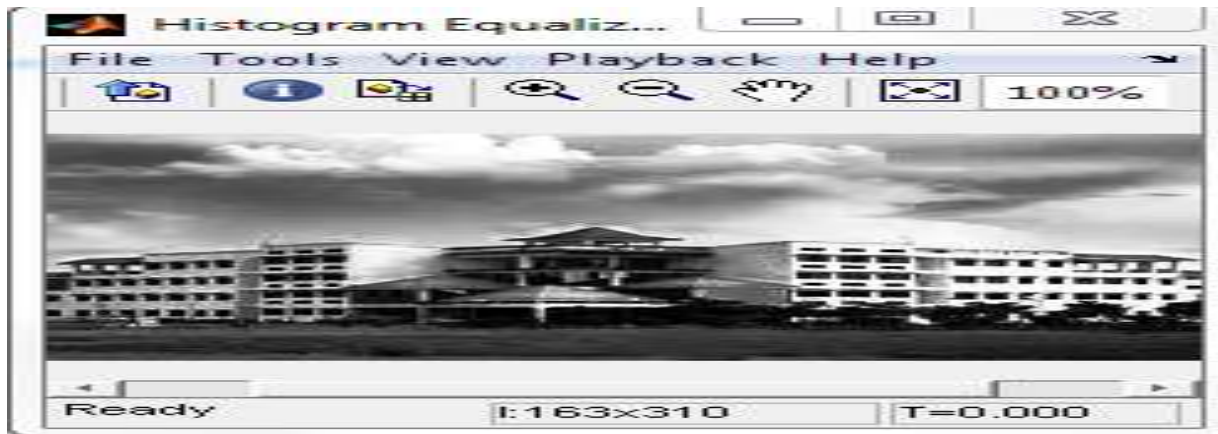 Histogram Equaliz...
File Tools View Playback Help
100%
Ready I:163x310 T=0.000